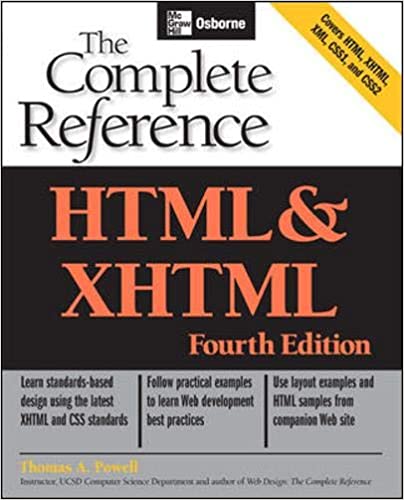 Mc
Graw
Hill
Osborne
Covers HTML, XHTML,
XML, CSS1, and CSS2
The
Complete
Reference
HTML &
XHTML
Fourth Edition
Learn standards-based
design using the latest
XHTML and CSS standards
Follow practical examples
to learn Web development
best practices
Use layout examples and
HTML samples from
companion Web site
Thomas A. Powell
Instructor, UCSD Computer Science Department and author of Web Design: The Complete Reference